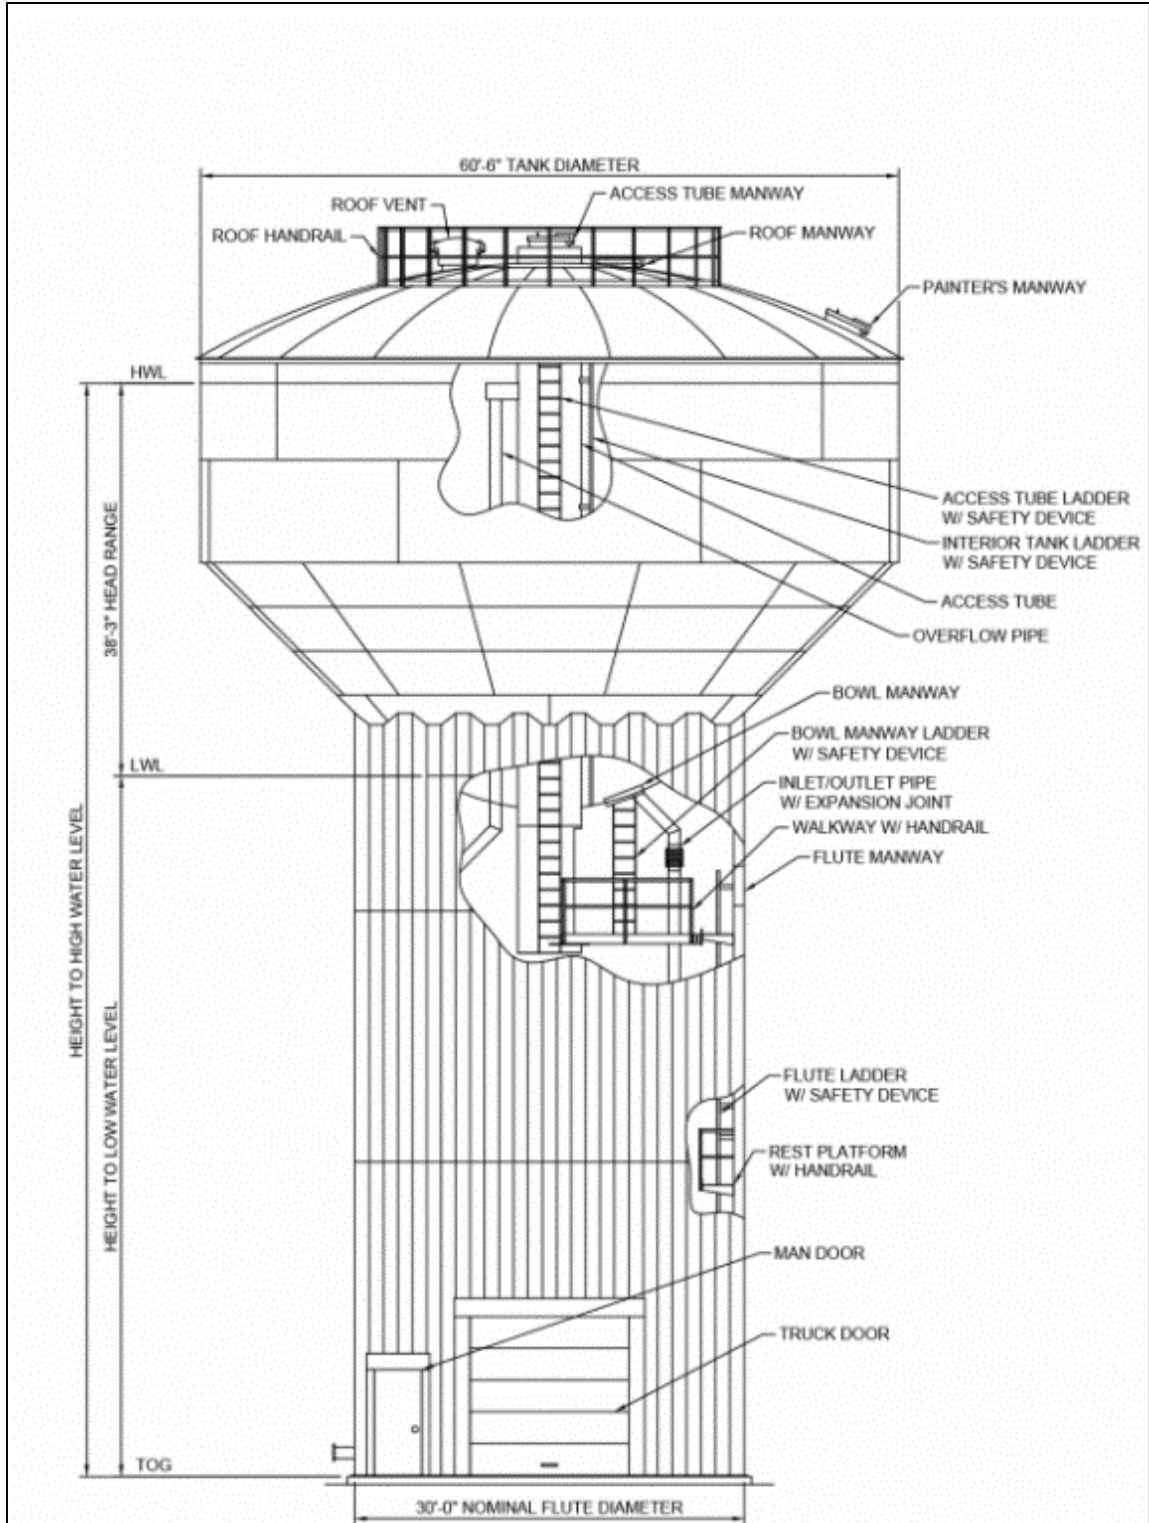 60'-6" TANK DIAMETER
ACCESS TUBE MANWAY
ROOF VENT
ROOF HANDRAIL
ROOF MANWAY
PAINTER'S MANWAY
HWL
ACCESS TUBE LADDER
W/ SAFETY DEVICE
INTERIOR TANK LADDER
W/ SAFETY DEVICE
38'-3" HEAD RANGE
ACCESS TUBE
OVERFLOW PIPE
BOWL MANWAY
BOWL MANWAY LADDER
W/ SAFETY DEVICE
LWL
INLET/OUTLET PIPE
W/ EXPANSION JOINT
WALKWAY W/ HANDRAIL
FLUTE MANWAY
HEIGHT TO HIGH WATER LEVEL
HEIGHT TO LOW WATER LEVEL
FLUTE LADDER
W/ SAFETY DEVICE
REST PLATFORM
W/ HANDRAIL
MAN DOOR
TRUCK DOOR
TOG
30'-0" NOMINAL FLUTE DIAMETER